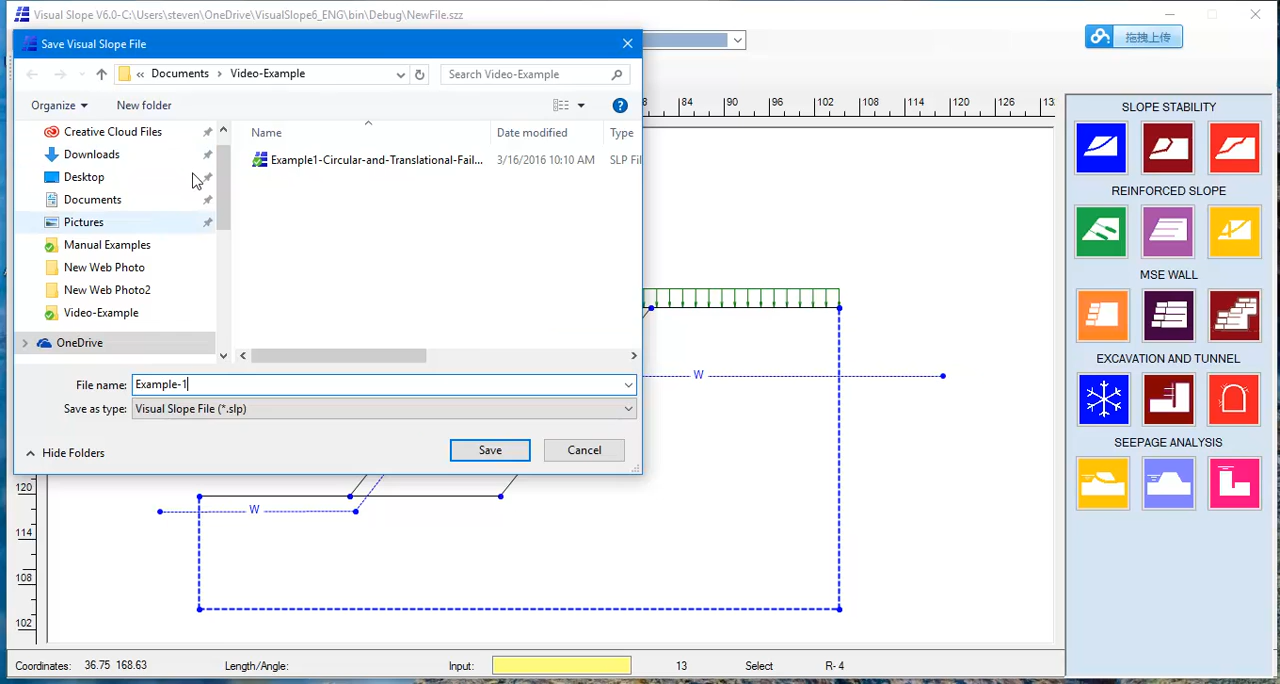 Visual Slope V6.0-C:\Users\steven\OneDrive\VisualSlope6_ENG\bin\Debug\NewFile.szz
Save Visual Slope File
拖拽上传
« Documents › Video-Example
Search Video-Example
Organize
New folder
Name
Date modified
Type
Creative Cloud Files
Downloads
Desktop
Documents
Pictures
Manual Examples
New Web Photo
New Web Photo2
Video-Example
OneDrive
Example1-Circular-and-Translational-Fail... 3/16/2016 10:10 AM SLP Fil
File name: Example-1
Save as type: Visual Slope File (*.slp)
Hide Folders
Save
Cancel
84 90 96 102 108 114 120 126
SLOPE STABILITY
REINFORCED SLOPE
MSE WALL
EXCAVATION AND TUNNEL
SEEPAGE ANALYSIS
W
W
120
114
108
102
Coordinates: 36.75 168.63 Length/Angle: Input: 13 Select R- 4